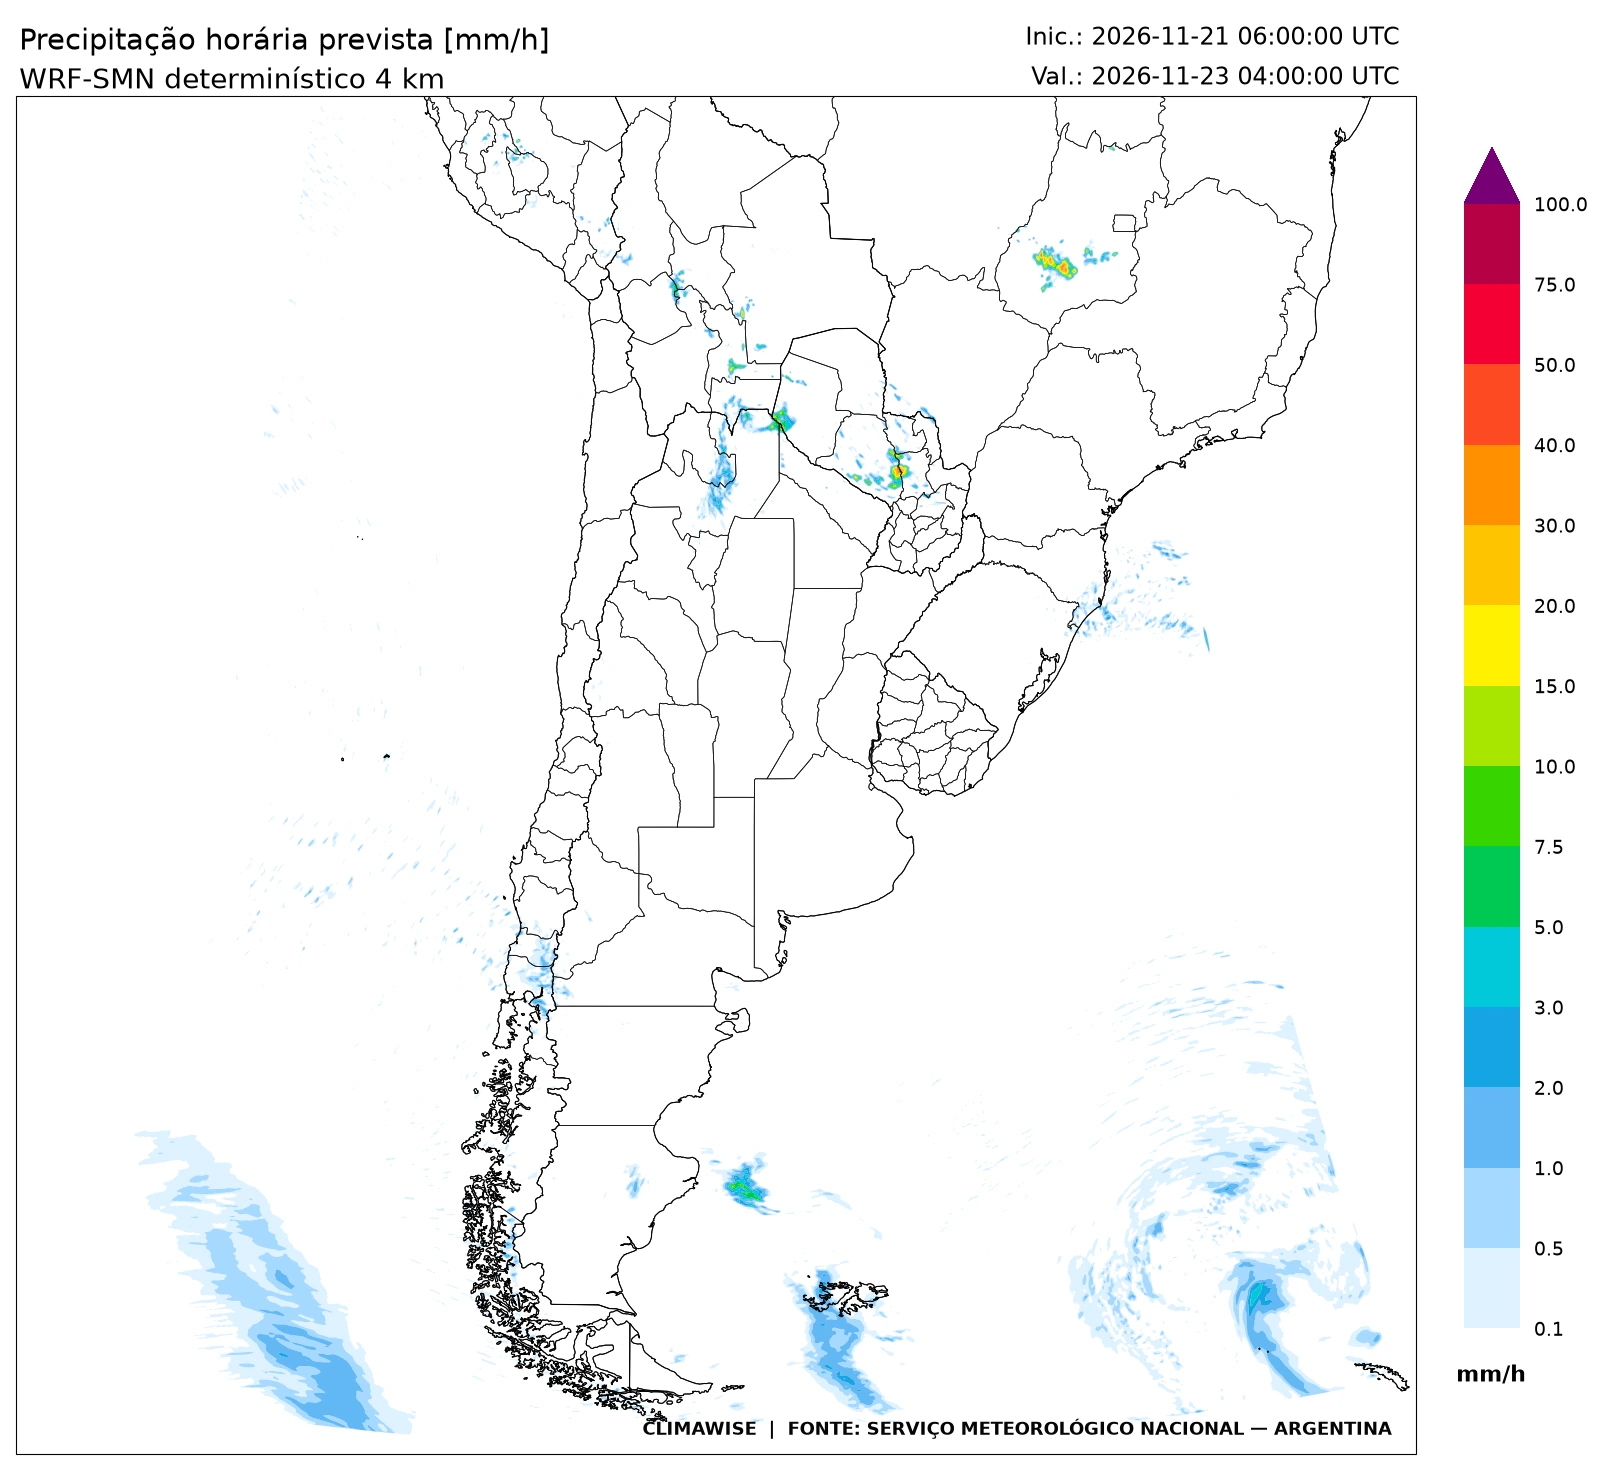 Precipitação horária prevista [mm/h]
WRF-SMN determinístico 4 km
Inic.: 2026-11-21 06:00:00 UTC
Val.: 2026-11-23 04:00:00 UTC
100.0
75.0
50.0
40.0
30.0
20.0
15.0
10.0
7.5
5.0
3.0
2.0
1.0
0.5
0.1
mm/h
CLIMAWISE | FONTE: SERVIÇO METEOROLÓGICO NACIONAL — ARGENTINA